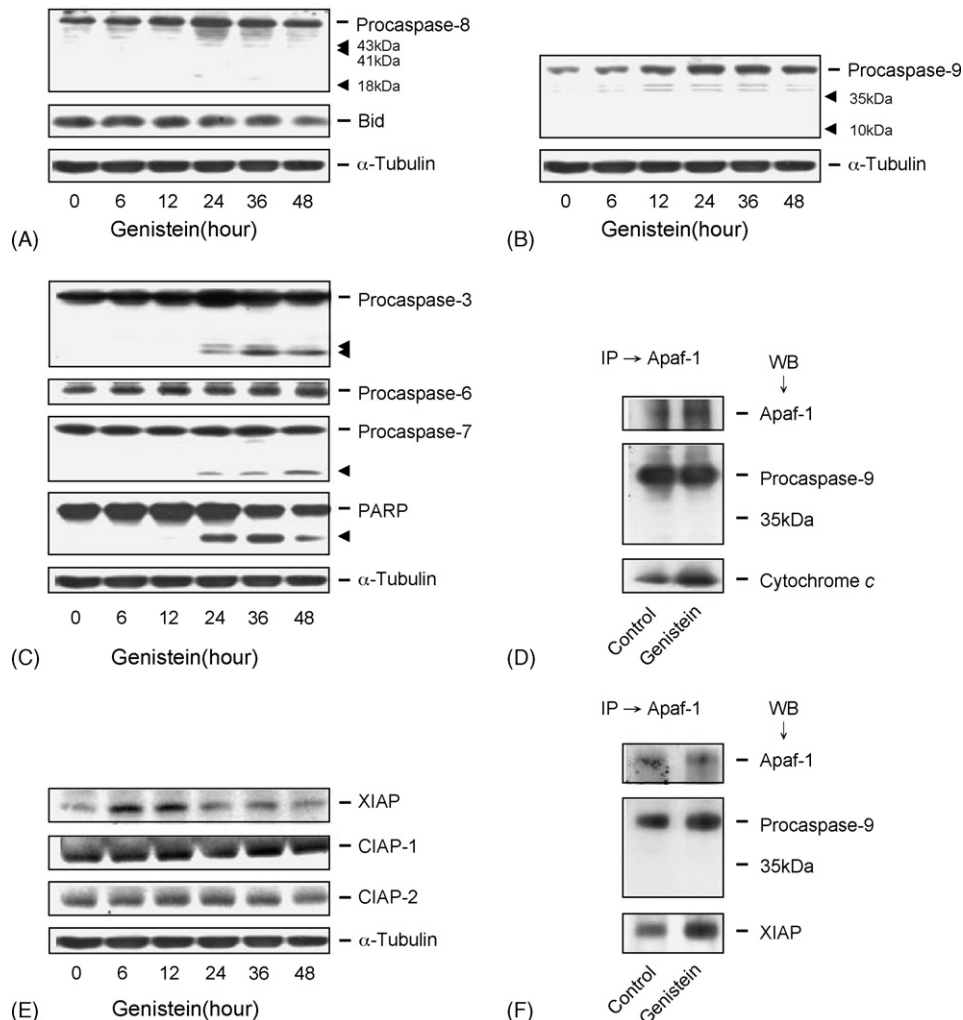 Procaspase-8
43kDa
41kDa
18kDa
Bid
α-Tubulin
0 6 12 24 36 48
Genistein(hour)
(A)
Procaspase-9
35kDa
10kDa
α-Tubulin
0 6 12 24 36 48
Genistein(hour)
(B)
Procaspase-3
Procaspase-6
Procaspase-7
PARP
α-Tubulin
0 6 12 24 36 48
Genistein(hour)
(C)
IP → Apaf-1 WB
↓
Apaf-1
Procaspase-9
35kDa
Cytochrome c
Control Genistein
(D)
XIAP
CIAP-1
CIAP-2
α-Tubulin
0 6 12 24 36 48
Genistein(hour)
(E)
IP → Apaf-1 WB
↓
Apaf-1
Procaspase-9
35kDa
XIAP
Control Genistein
(F)